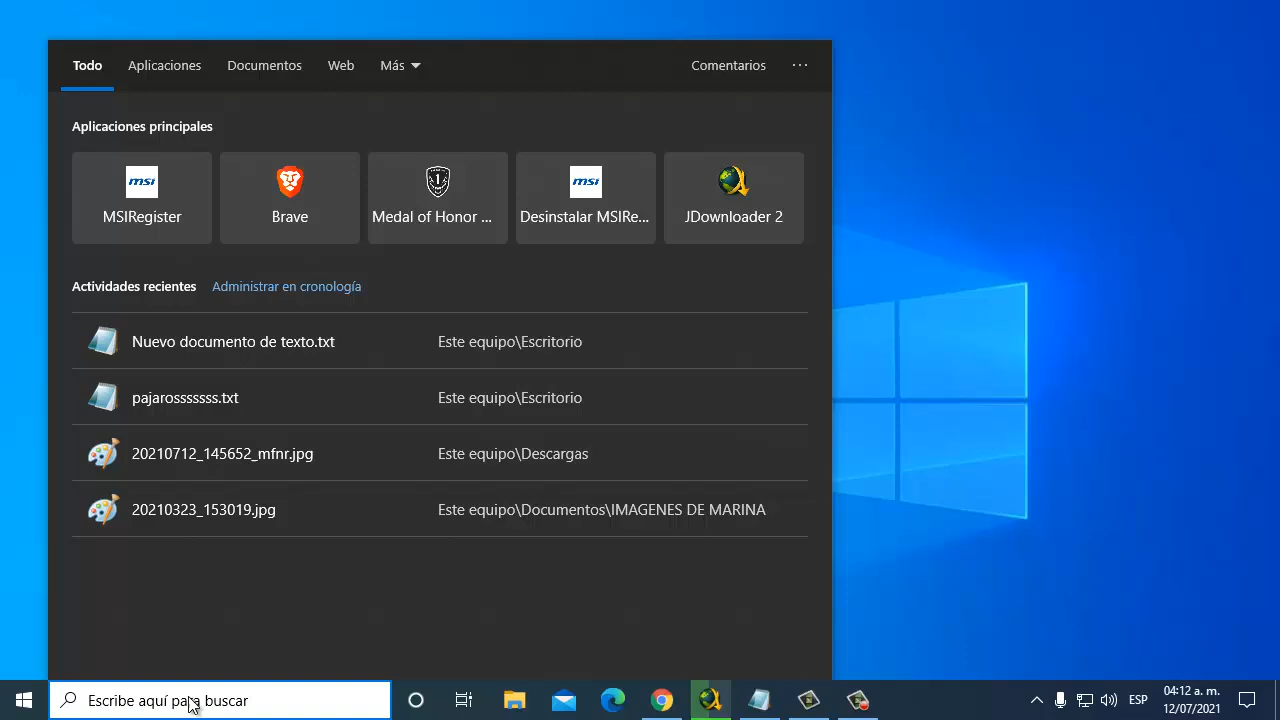 Todo Aplicaciones Documentos Web Más Comentarios ···
Aplicaciones principales
msi msi
MSIRegister Brave Medal of Honor ... Desinstalar MSIRe... JDownloader 2
Actividades recientes Administrar en cronología
Nuevo documento de texto.txt Este equipo\Escritorio
pajarosssssss.txt Este equipo\Escritorio
20210712_145652_mfnr.jpg Este equipo\Descargas
20210323_153019.jpg Este equipo\Documentos\IMAGENES DE MARINA
Escribe aquí para buscar ESP 04:12 a. m.
12/07/2021